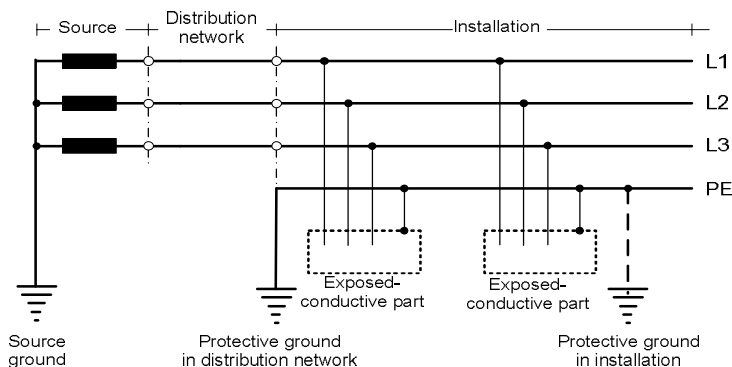 Source
Distribution
network
Installation
L1
L2
L3
PE
Exposed-
conductive part
Exposed-
conductive part
Source
ground
Protective ground
in distribution network
Protective ground
in installation